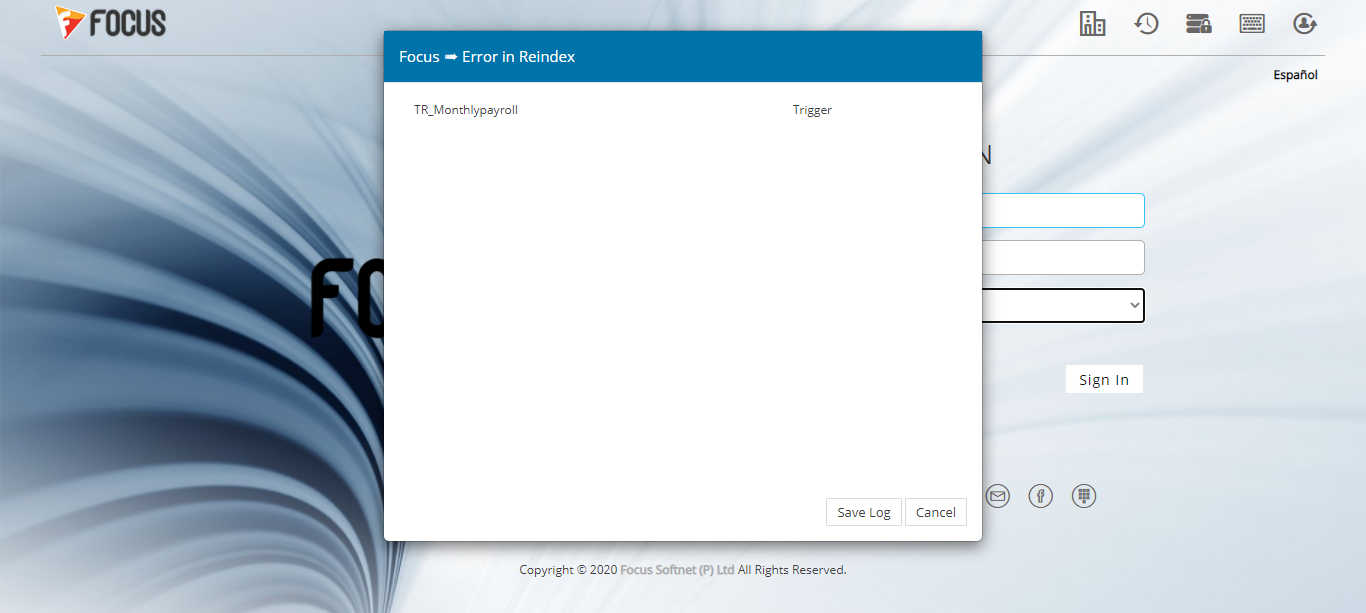 FOCUS
Focus ➡ Error in Reindex
Español
TR_Monthlypayroll Trigger
N
FO
Sign In
Save Log Cancel
Copyright © 2020 Focus Softnet (P) Ltd All Rights Reserved.